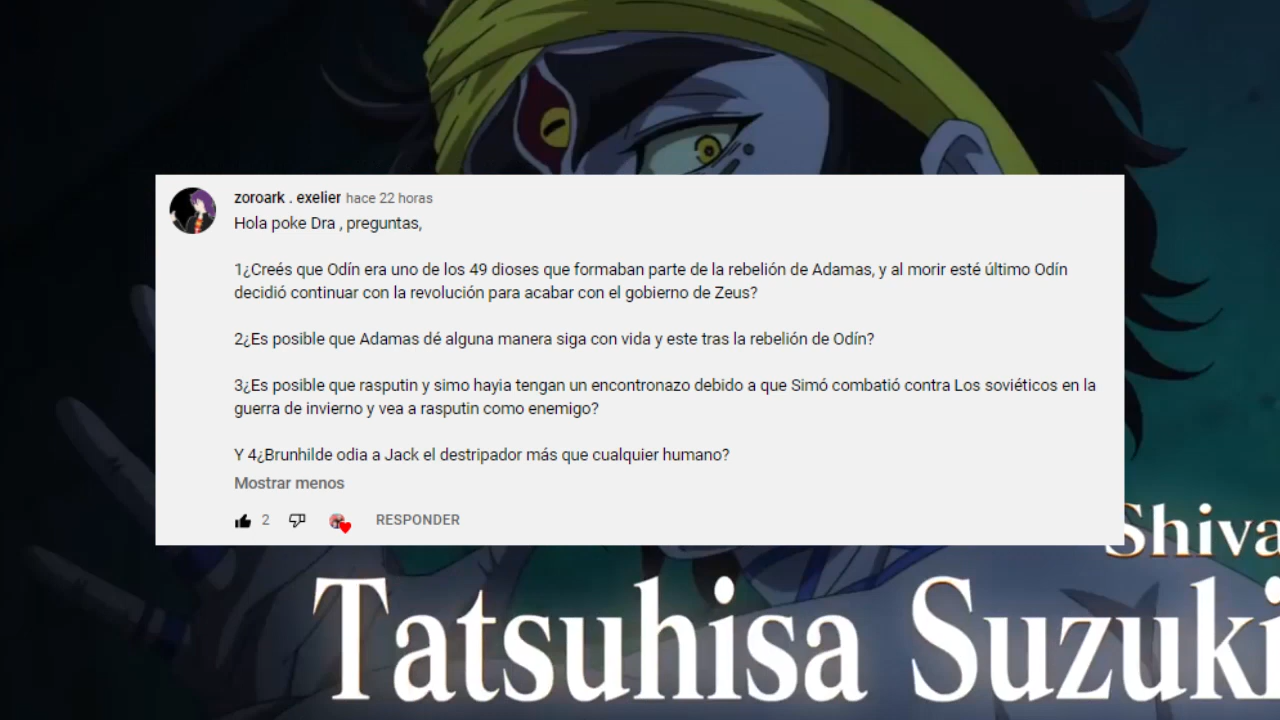 zoroark . exelier hace 22 horas
Hola poke Dra , preguntas,
1¿Creés que Odín era uno de los 49 dioses que formaban parte de la rebelión de Adamas, y al morir esté último Odín
decidió continuar con la revolución para acabar con el gobierno de Zeus?
2¿Es posible que Adamas dé alguna manera siga con vida y este tras la rebelión de Odín?
3¿Es posible que rasputin y simo hayia tengan un encontronazo debido a que Simó combatió contra Los soviéticos en la
guerra de invierno y vea a rasputin como enemigo?
Y 4¿Brunhilde odia a Jack el destripador más que cualquier humano?
Mostrar menos
2 RESPONDER
Shiva
Tatsuhisa Suzuki